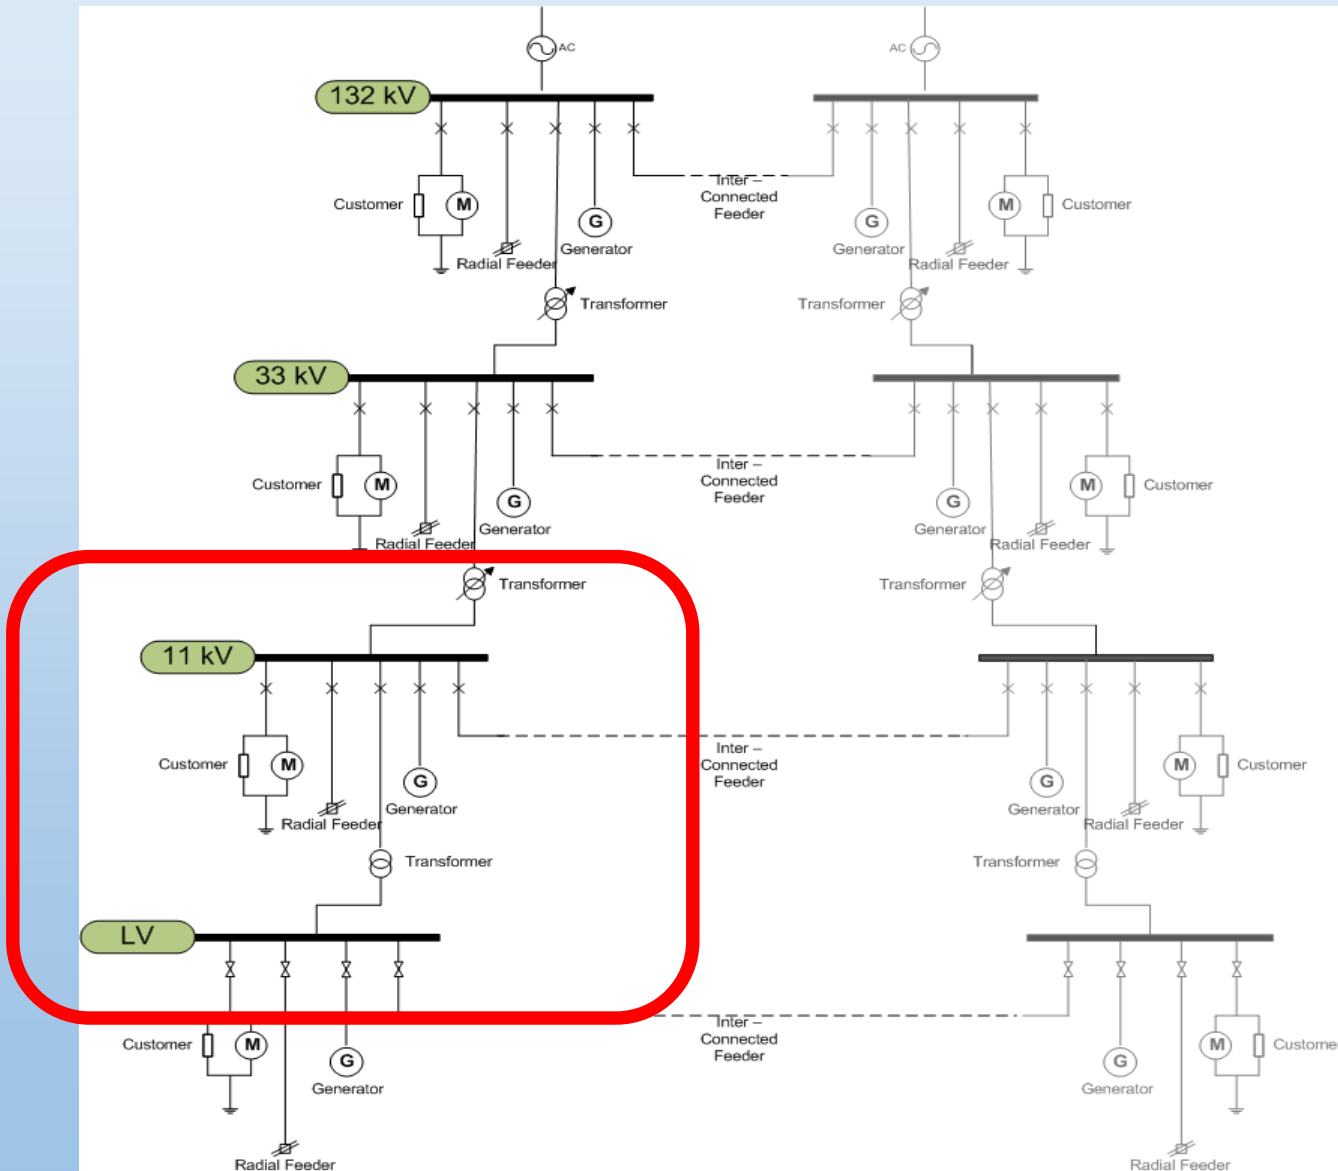 AC
AC
132 kV
Inter –
Connected
Feeder
Customer
M
G
Generator
Radial Feeder
G
Generator
Radial Feeder
M
Customer
Transformer
Transformer
33 kV
Inter –
Connected
Feeder
Customer
M
G
Generator
Radial Feeder
G
Generator
Radial Feeder
M
Customer
Transformer
Transformer
11 kV
Inter –
Connected
Feeder
Customer
M
G
Generator
Radial Feeder
G
Generator
Radial Feeder
M
Customer
Transformer
Transformer
LV
Inter –
Connected
Feeder
Customer
M
G
Generator
Radial Feeder
G
Generator
Radial Feeder
M
Custome